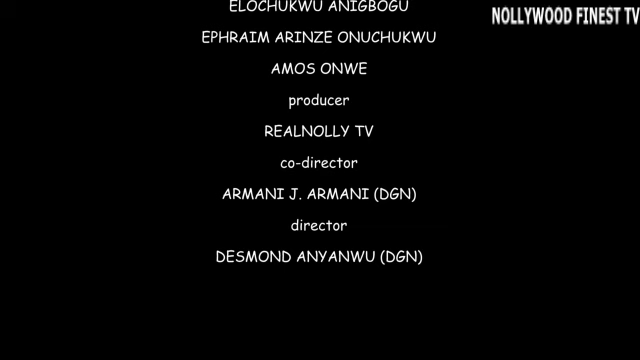 ELOCHUKWU ANIGBOGU
NOLLYWOOD FINEST TV
EPHRAIM ARINZE ONUCHUKWU
AMOS ONWE
producer
REALNOLLY TV
co-director
ARMANI J. ARMANI (DGN)
director
DESMOND ANYANWU (DGN)